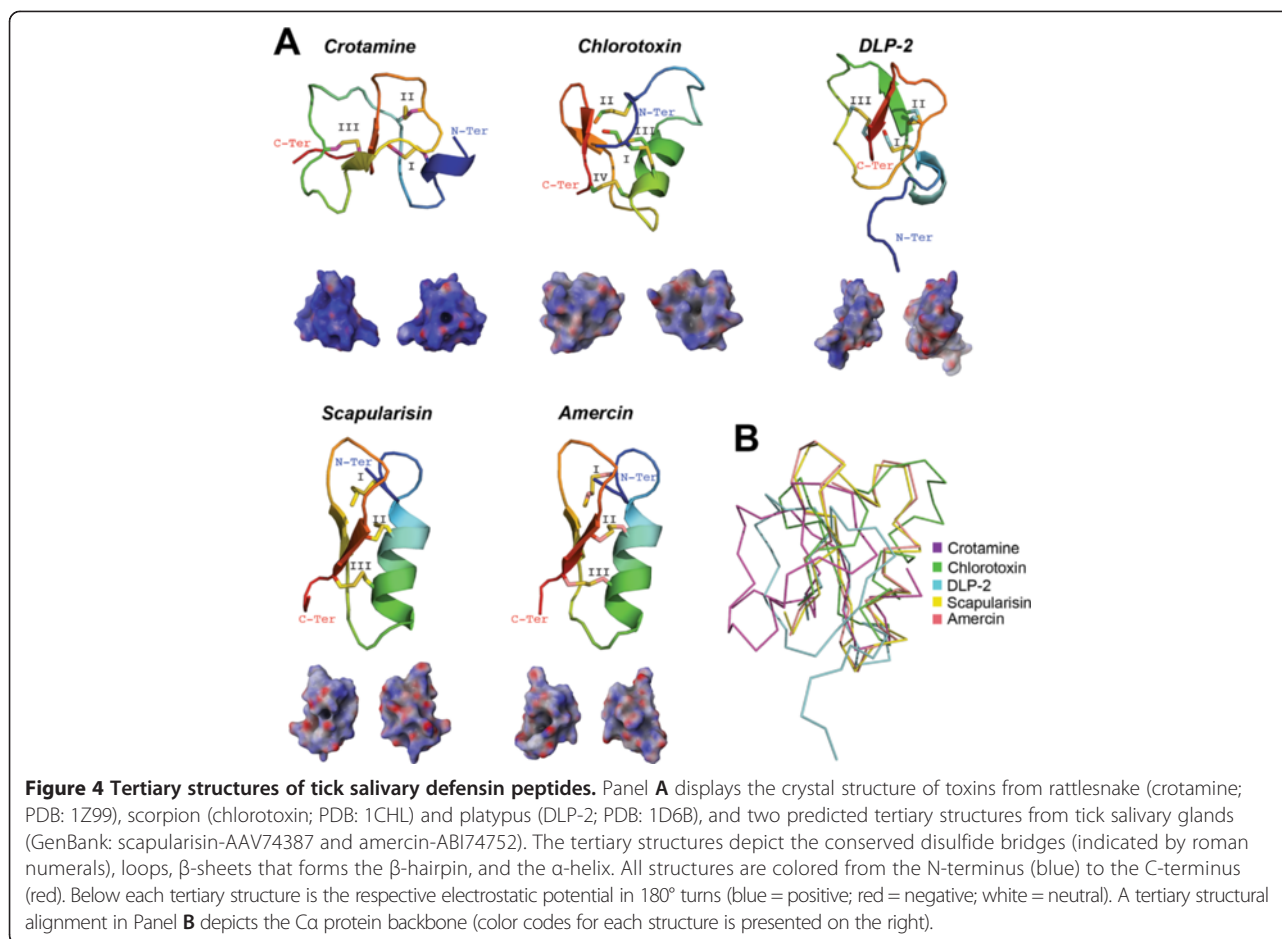 A
Crotamine
Chlorotoxin
DLP-2
II
III
N-Ter
C-Ter
I
II
N-Ter
III
I
IV
C-Ter
III
II
I
C-Ter
N-Ter
Scapularisin
Amercin
B
N-Ter
I
II
III
C-Ter
I
N-Ter
II
III
C-Ter
Crotamine
Chlorotoxin
DLP-2
Scapularisin
Amercin
Figure 4 Tertiary structures of tick salivary defensin peptides. Panel A displays the crystal structure of toxins from rattlesnake (crotamine;
PDB: 1Z99), scorpion (chlorotoxin; PDB: 1CHL) and platypus (DLP-2; PDB: 1D6B), and two predicted tertiary structures from tick salivary glands
(GenBank: scapularisin-AAV74387 and amercin-ABI74752). The tertiary structures depict the conserved disulfide bridges (indicated by roman
numerals), loops, β-sheets that forms the β-hairpin, and the α-helix. All structures are colored from the N-terminus (blue) to the C-terminus
(red). Below each tertiary structure is the respective electrostatic potential in 180° turns (blue = positive; red = negative; white = neutral). A tertiary structural
alignment in Panel B depicts the Cα protein backbone (color codes for each structure is presented on the right).